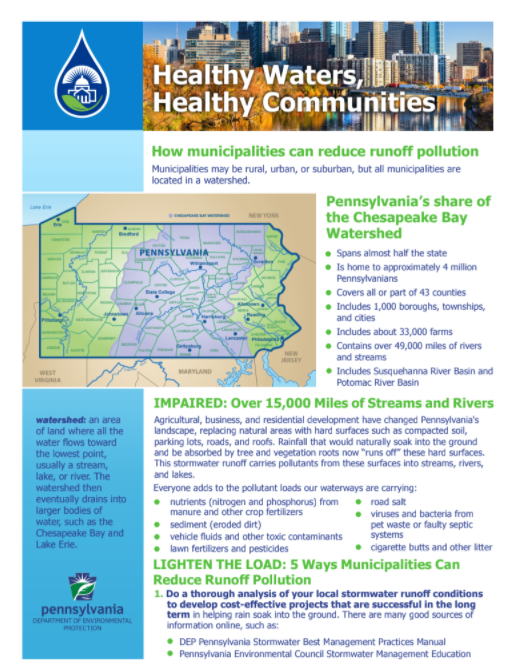 Healthy Waters,
Healthy Communities
How municipalities can reduce runoff pollution
Municipalities may be rural, urban, or suburban, but all municipalities are
located in a watershed.
Lake Erie
CHESAPEAKE BAY WATERSHED
NEW YORK
Erie
Bradford
PENNSYLVANIA
Williamsport
Scranton
State College
Allentown
Pittsburgh
Johnstown
Altoona
Harrisburg
Reading
Lancaster
Philadelphia
Gettysburg
WEST
VIRGINIA
MARYLAND
NEW
JERSEY
Pennsylvania's share of
the Chesapeake Bay
Watershed
• Spans almost half the state
• Is home to approximately 4 million
Pennsylvanians
• Covers all or part of 43 counties
• Includes 1,000 boroughs, townships,
and cities
• Includes about 33,000 farms
• Contains over 49,000 miles of rivers
and streams
• Includes Susquehanna River Basin and
Potomac River Basin
watershed: an area
of land where all the
water flows toward
the lowest point,
usually a stream,
lake, or river. The
watershed then
eventually drains into
larger bodies of
water, such as the
Chesapeake Bay and
Lake Erie.
pennsylvania
DEPARTMENT OF ENVIRONMENTAL
PROTECTION
IMPAIRED: Over 15,000 Miles of Streams and Rivers
Agricultural, business, and residential development have changed Pennsylvania's
landscape, replacing natural areas with hard surfaces such as compacted soil,
parking lots, roads, and roofs. Rainfall that would naturally soak into the ground
and be absorbed by tree and vegetation roots now "runs off" these hard surfaces.
This stormwater runoff carries pollutants from these surfaces into streams, rivers,
and lakes.
Everyone adds to the pollutant loads our waterways are carrying:
• nutrients (nitrogen and phosphorus) from
manure and other crop fertilizers
• sediment (eroded dirt)
• vehicle fluids and other toxic contaminants
• lawn fertilizers and pesticides
• road salt
• viruses and bacteria from
pet waste or faulty septic
systems
• cigarette butts and other litter
LIGHTEN THE LOAD: 5 Ways Municipalities Can
Reduce Runoff Pollution
1. Do a thorough analysis of your local stormwater runoff conditions
to develop cost-effective projects that are successful in the long
term in helping rain soak into the ground. There are many good sources of
information online, such as:
• DEP Pennsylvania Stormwater Best Management Practices Manual
• Pennsylvania Environmental Council Stormwater Management Education